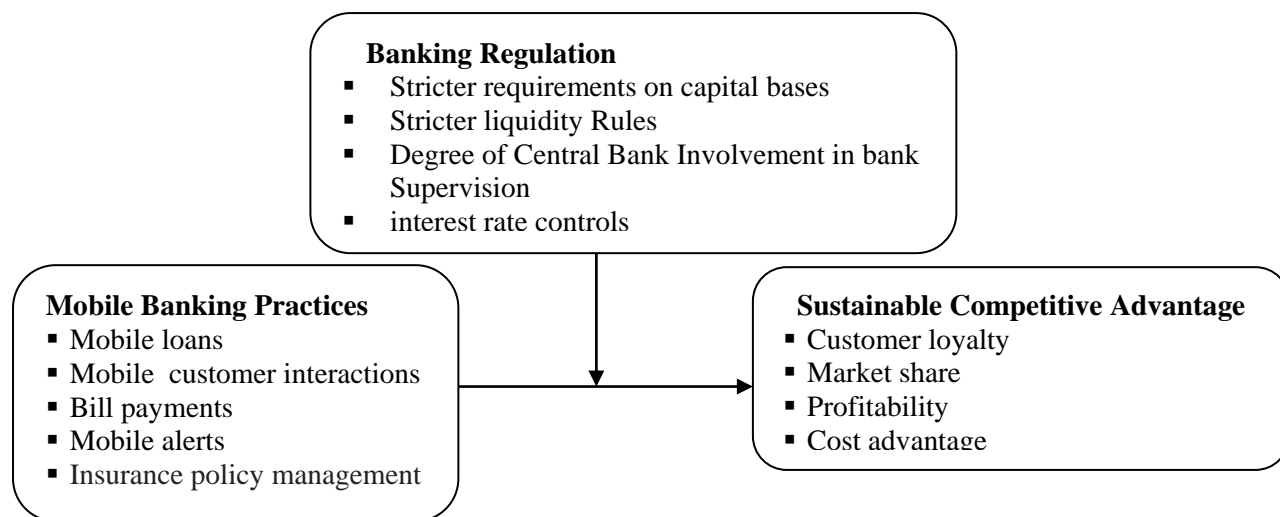 Banking Regulation
▪ Stricter requirements on capital bases
▪ Stricter liquidity Rules
▪ Degree of Central Bank Involvement in bank
Supervision
▪ interest rate controls
Mobile Banking Practices
▪ Mobile loans
▪ Mobile customer interactions
▪ Bill payments
▪ Mobile alerts
▪ Insurance policy management
Sustainable Competitive Advantage
▪ Customer loyalty
▪ Market share
▪ Profitability
▪ Cost advantage